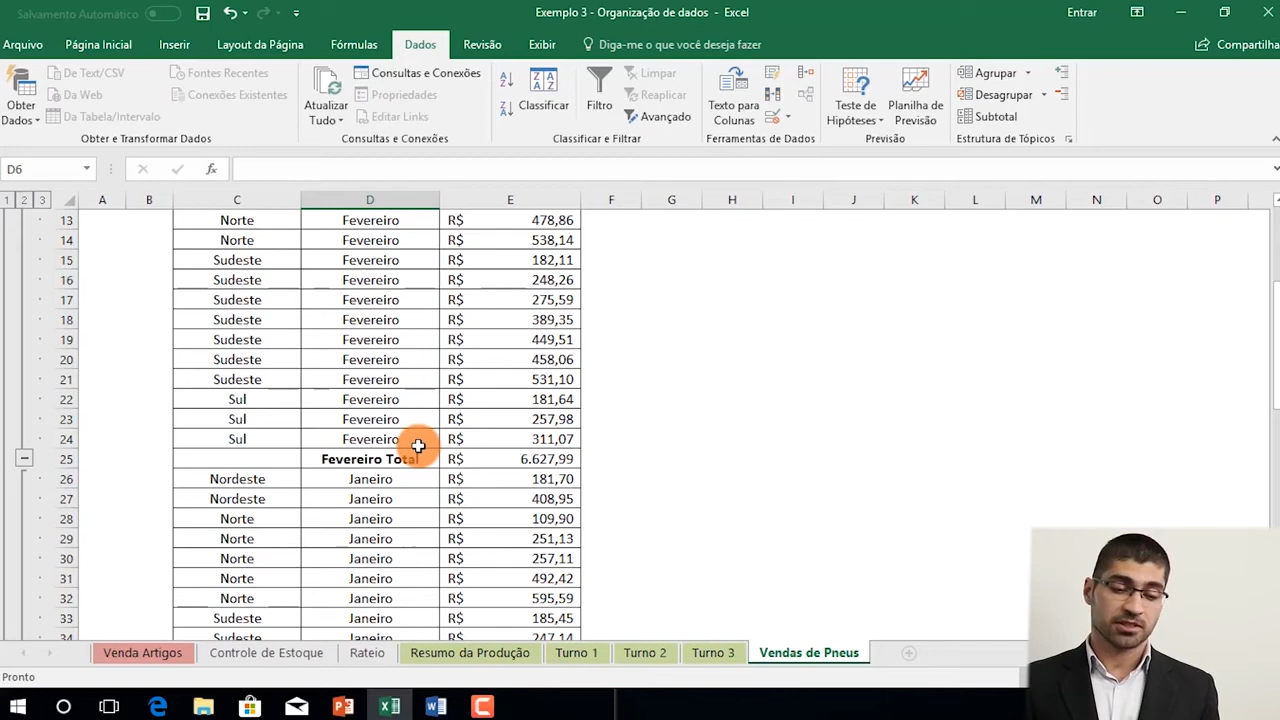 Salvamento Automático
Exemplo 3 - Organização de dados - Excel
Entrar
Arquivo Página Inicial Inserir Layout da Página Fórmulas Dados Revisão Exibir Diga-me o que você deseja fazer Compartilha
De Text/CSV Fontes Recentes Consultas e Conexões Limpar Agrupar
Da Web Conexões Existentes Propriedades Reaplicar Desagrupar
Da Tabela/Intervalo Editar Links Avançado Subtotal
Obter Dados
Atualizar Tudo
Classificar
Filtro
Texto para Colunas
Teste de Hipóteses
Planilha de Previsão
Obter e Transformar Dados Consultas e Conexões Classificar e Filtrar Ferramentas de Dados Previsão Estrutura de Tópicos
D6 fx
1 2 3 A B C D E F G H I J K L M N O P
13 Norte Fevereiro R$ 478,86
14 Norte Fevereiro R$ 538,14
15 Sudeste Fevereiro R$ 182,11
16 Sudeste Fevereiro R$ 248,26
17 Sudeste Fevereiro R$ 275,59
18 Sudeste Fevereiro R$ 389,35
19 Sudeste Fevereiro R$ 449,51
20 Sudeste Fevereiro R$ 458,06
21 Sudeste Fevereiro R$ 531,10
22 Sul Fevereiro R$ 181,64
23 Sul Fevereiro R$ 257,98
24 Sul Fevereiro R$ 311,07
25 Fevereiro Total R$ 6.627,99
26 Nordeste Janeiro R$ 181,70
27 Nordeste Janeiro R$ 408,95
28 Norte Janeiro R$ 109,90
29 Norte Janeiro R$ 251,13
30 Norte Janeiro R$ 257,11
31 Norte Janeiro R$ 492,42
32 Norte Janeiro R$ 595,59
33 Sudeste Janeiro R$ 185,45
34 Sudeste Janeiro R$ 247,14
Venda Artigos Controle de Estoque Rateio Resumo da Produção Turno 1 Turno 2 Turno 3 Vendas de Pneus
Pronto